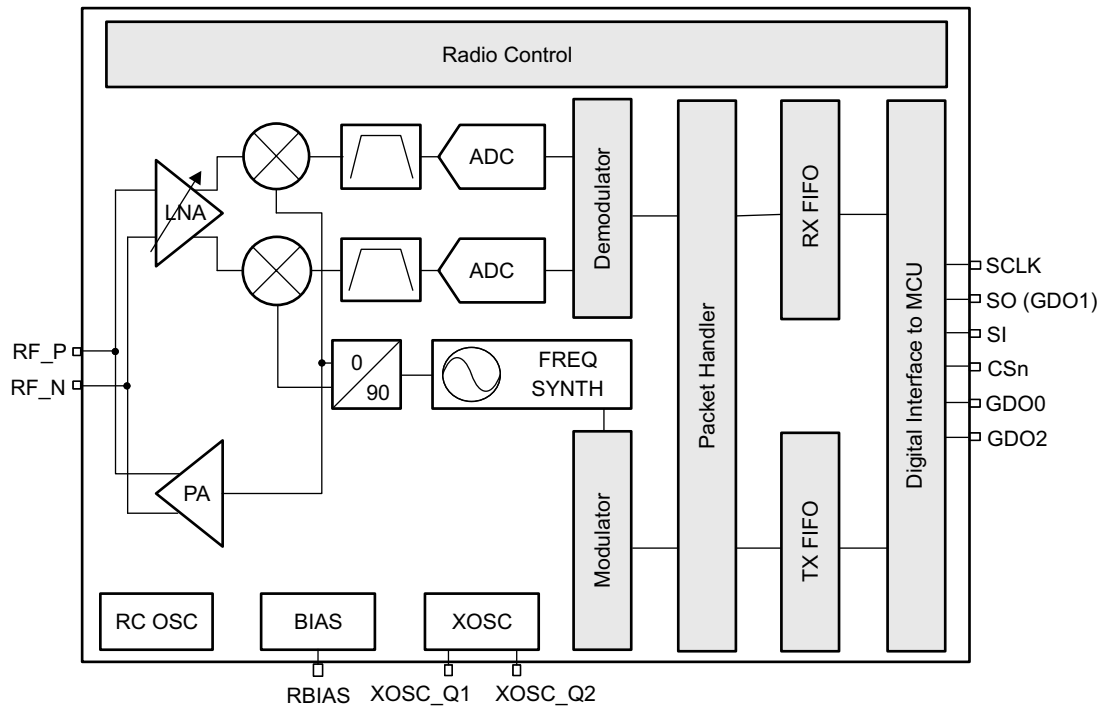 Radio Control
LNA
ADC
ADC
Demodulator
Packet Handler
RX FIFO
Digital Interface to MCU
SCLK
SO (GDO1)
SI
CSn
GDO0
GDO2
RF_P
RF_N
0
90
FREQ
SYNTH
PA
Modulator
TX FIFO
RC OSC
BIAS
XOSC
RBIAS
XOSC_Q1
XOSC_Q2